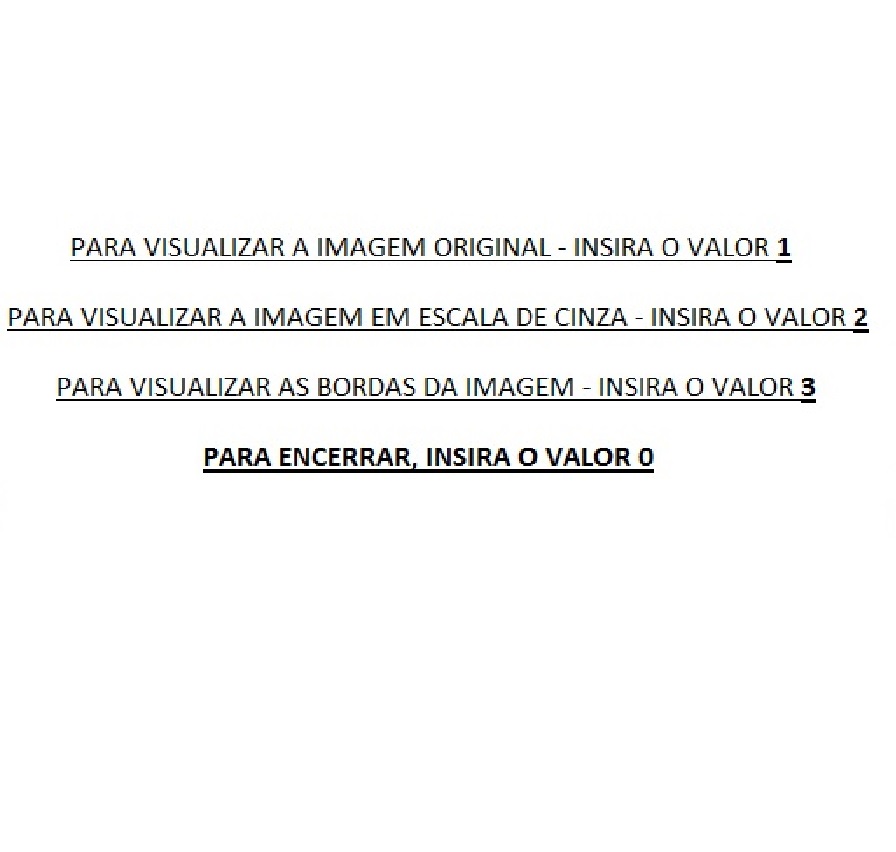 PARA VISUALIZAR A IMAGEM ORIGINAL - INSIRA O VALOR 1
PARA VISUALIZAR A IMAGEM EM ESCALA DE CINZA - INSIRA O VALOR 2
PARA VISUALIZAR AS BORDAS DA IMAGEM - INSIRA O VALOR 3
PARA ENCERRAR, INSIRA O VALOR 0